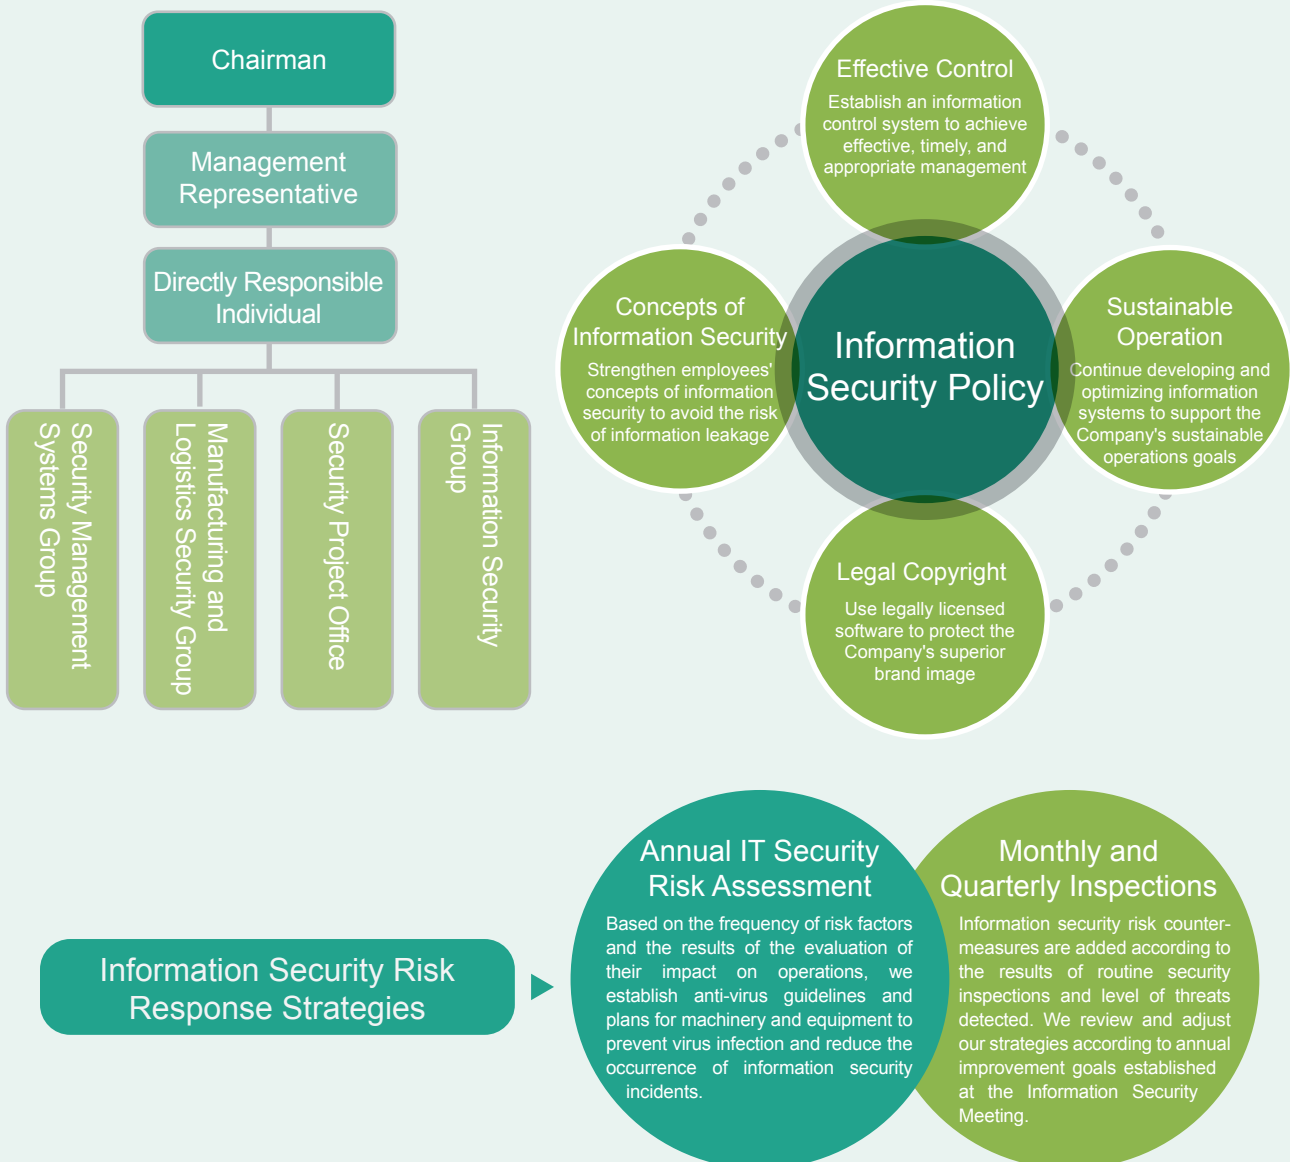 Chairman
Management
Representative
Directly Responsible
Individual
Security Management
Systems Group
Manufacturing and
Logistics Security Group
Security Project Office
Information Security
Group
Effective Control
Establish an information
control system to achieve
effective, timely, and
appropriate management
Concepts of
Information Security
Strengthen employees'
concepts of information
security to avoid the risk
of information leakage
Information
Security Policy
Sustainable
Operation
Continue developing and
optimizing information
systems to support the
Company's sustainable
operations goals
Legal Copyright
Use legally licensed
software to protect the
Company's superior
brand image
Information Security Risk
Response Strategies
Annual IT Security
Risk Assessment
Based on the frequency of risk factors
and the results of the evaluation of
their impact on operations, we
establish anti-virus guidelines and
plans for machinery and equipment to
prevent virus infection and reduce the
occurrence of information security
incidents.
Monthly and
Quarterly Inspections
Information security risk counter-
measures are added according to
the results of routine security
inspections and level of threats
detected. We review and adjust
our strategies according to annual
improvement goals established
at the Information Security
Meeting.